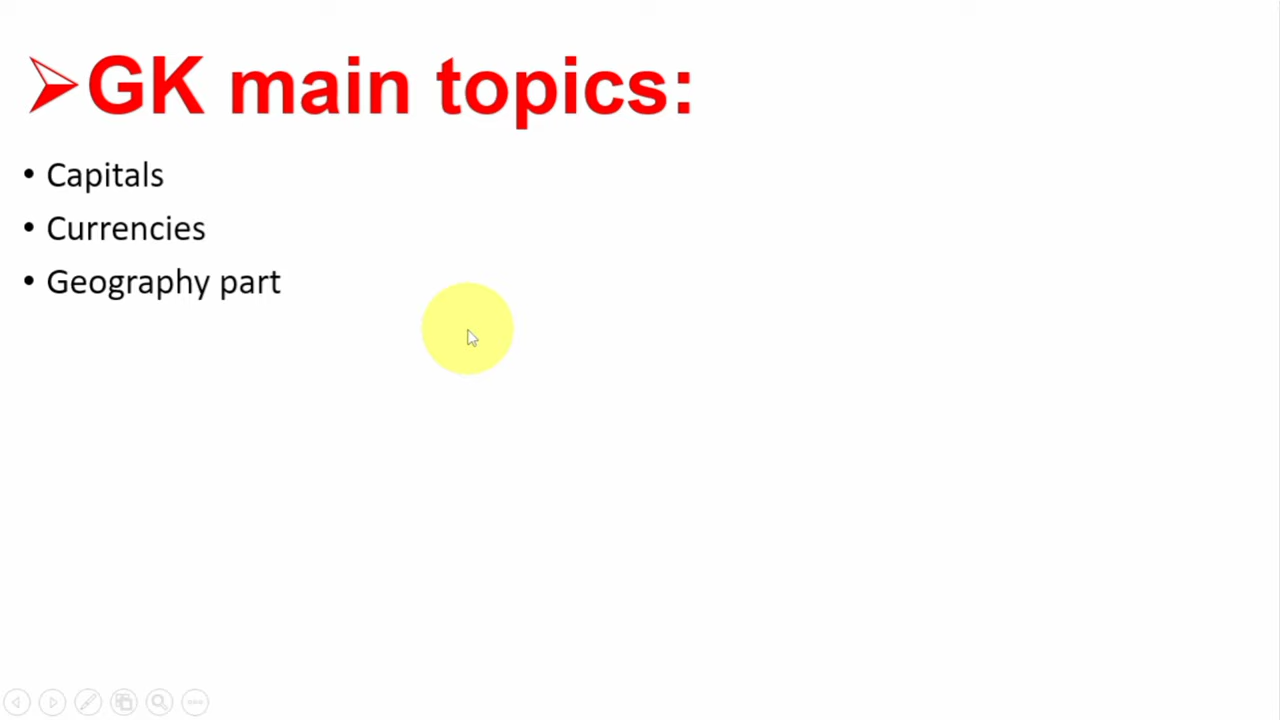 ➢GK main topics:
• Capitals
• Currencies
• Geography part